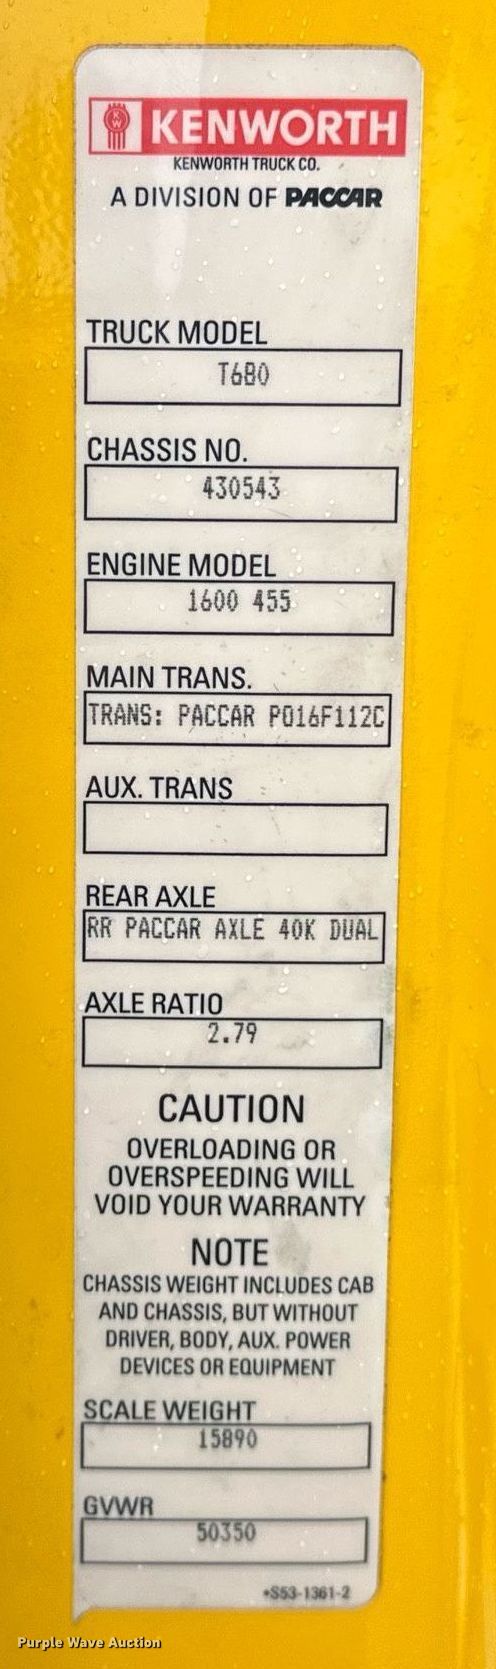 KW KENWORTH
KENWORTH TRUCK CO.
A DIVISION OF PACCAR
TRUCK MODEL
T680
CHASSIS NO.
430543
ENGINE MODEL
1600 455
MAIN TRANS.
TRANS: PACCAR PO16F112C
AUX. TRANS
REAR AXLE
RR PACCAR AXLE 40K DUAL
AXLE RATIO
2.79
CAUTION
OVERLOADING OR
OVERSPEEDING WILL
VOID YOUR WARRANTY
NOTE
CHASSIS WEIGHT INCLUDES CAB
AND CHASSIS, BUT WITHOUT
DRIVER, BODY, AUX. POWER
DEVICES OR EQUIPMENT
SCALE WEIGHT
15890
GVWR
50350
*S53-1361-2
Purple Wave Auction